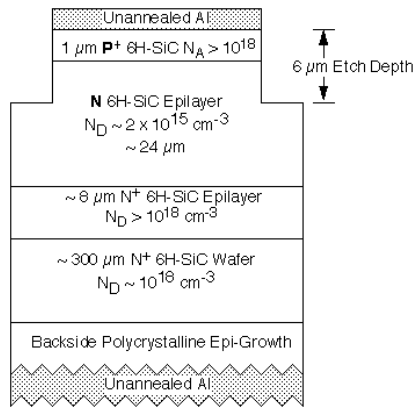 Unannealed Al
1 µm P+ 6H-SiC NA > 10^18
6 µm Etch Depth
N 6H-SiC Epilayer
ND ~ 2 x 10^15 cm^-3
~ 24 µm
~ 8 µm N+ 6H-SiC Epilayer
ND > 10^18 cm^-3
~ 300 µm N+ 6H-SiC Wafer
ND ~ 10^18 cm^-3
Backside Polycrystalline Epi-Growth
Unannealed Al